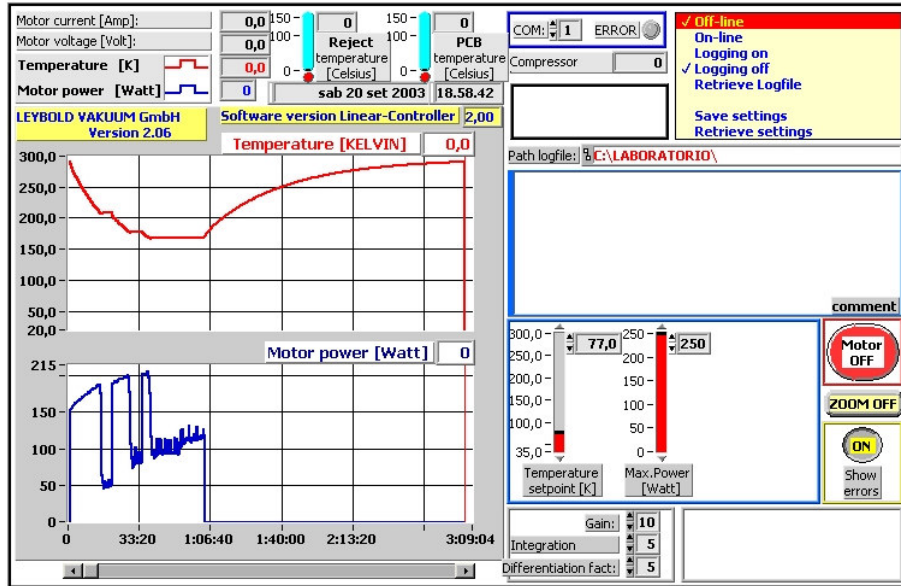 Motor current [Amp]: 0,0
Motor voltage [Volt]: 0,0
Temperature [K] 0,0
Motor power [Watt] 0
150 0
100
Reject
temperature
[Celsius]
0
150 0
100
PCB
temperature
[Celsius]
0
sab 20 set 2003 18.58.42
COM: 1 ERROR
Compressor 0
✓ Off-line
On-line
Logging on
✓ Logging off
Retrieve Logfile
Save settings
Retrieve settings
LEYBOLD VAKUUM GmbH
Version 2.06
Software version Linear-Controller 2,00
Temperature [KELVIN] 0,0
300,0
250,0
200,0
150,0
100,0
50,0
20,0
Path logfile: C:\LABORATORIO\
comment
Motor power [Watt] 0
215
150
100
50
0
0 33:20 1:06:40 1:40:00 2:13:20 3:09:04
300,0 77,0
250,0
200,0
150,0
100,0
35,0
Temperature
setpoint [K]
250 250
200
150
100
50
0
Max.Power
[Watt]
Motor
OFF
ZOOM OFF
ON
Show
errors
Gain: 10
Integration 5
Differentiation fact: 5